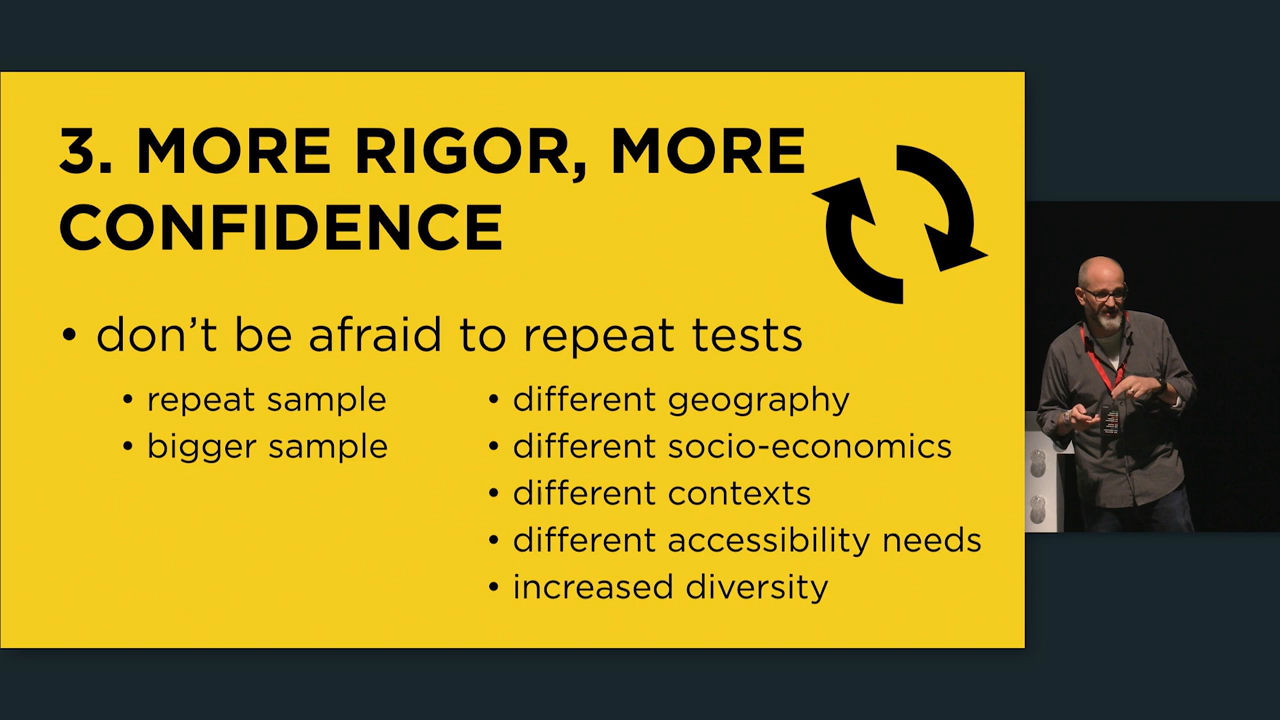 3. MORE RIGOR, MORE
CONFIDENCE
• don’t be afraid to repeat tests
• repeat sample
• bigger sample
• different geography
• different socio-economics
• different contexts
• different accessibility needs
• increased diversity